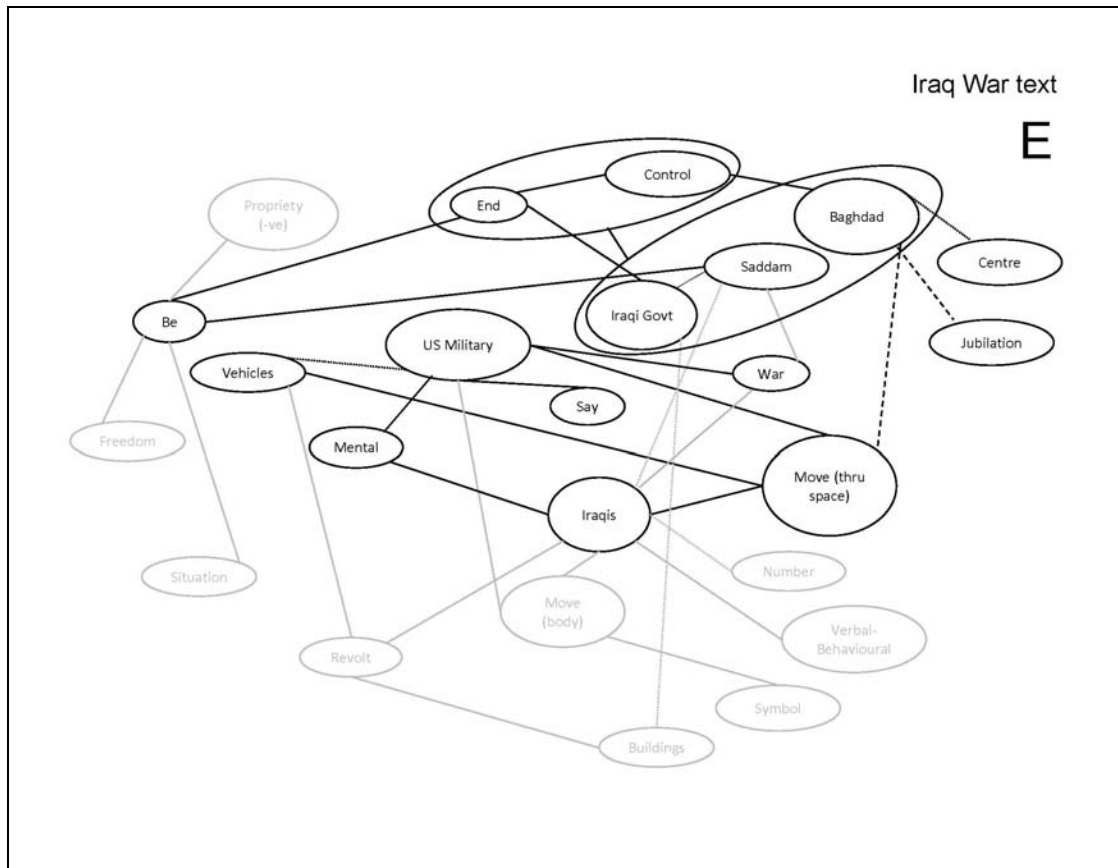 Iraq War text
E
Control
Propriety
(-ve)
End
Baghdad
Centre
Saddam
Be
Iraqi Govt
US Military
Jubilation
Vehicles
War
Say
Freedom
Mental
Move (thru
space)
Iraqis
Situation
Number
Move
(body)
Verbal-
Behavioural
Revolt
Symbol
Buildings